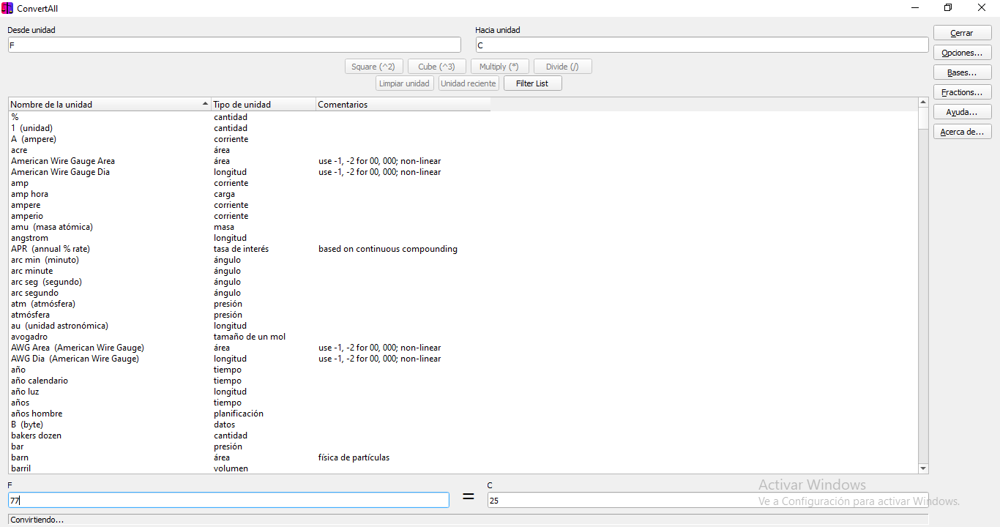 ConvertAll
Desde unidad
Hacia unidad
F
C
Cerrar
Opciones...
Bases...
Fractions...
Ayuda...
Acerca de...
Square (^2) Cube (^3) Multiply (*) Divide (/)
Limpiar unidad Unidad reciente Filter List
Nombre de la unidad Tipo de unidad Comentarios
% cantidad
1 (unidad) cantidad
A (ampere) corriente
acre área
American Wire Gauge Area área use -1, -2 for 00, 000; non-linear
American Wire Gauge Dia longitud use -1, -2 for 00, 000; non-linear
amp corriente
amp hora carga
ampere corriente
amperio corriente
amu (masa atómica) masa
angstrom longitud
APR (annual % rate) tasa de interés based on continuous compounding
arc min (minuto) ángulo
arc minute ángulo
arc seg (segundo) ángulo
arc segundo ángulo
atm (atmósfera) presión
atmósfera presión
au (unidad astronómica) longitud
avogadro tamaño de un mol
AWG Area (American Wire Gauge) área use -1, -2 for 00, 000; non-linear
AWG Dia (American Wire Gauge) longitud use -1, -2 for 00, 000; non-linear
año tiempo
año calendario tiempo
año luz longitud
años tiempo
años hombre planificación
B (byte) datos
bakers dozen cantidad
bar presión
barn área física de partículas
barril volumen
F
C
77 = 25
Activar Windows
Ve a Configuración para activar Windows.
Convirtiendo...